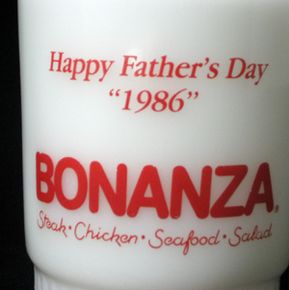 Happy Father's Day
"1986"
BONANZA®
Steak · Chicken · Seafood · Salad